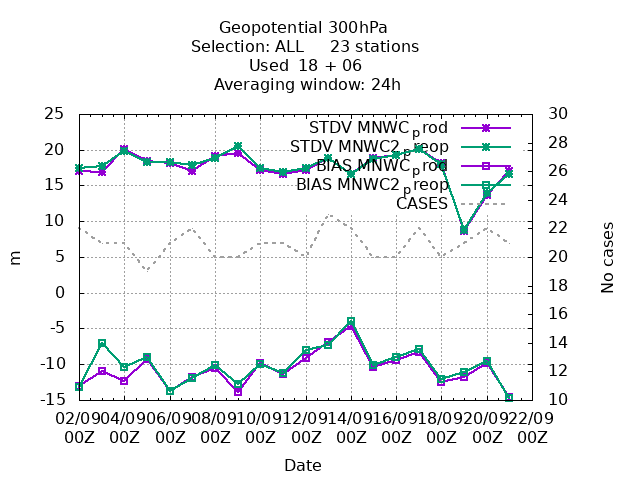 Geopotential 300hPa
Selection: ALL     23 stations
Used  18 + 06
Averaging window: 24h
25
20
15
10
5
0
-5
-10
-15
30
28
26
24
22
20
18
16
14
12
10
STDV MNWC_prod
STDV MNWC2_preop
BIAS MNWC_prod
BIAS MNWC2_preop
CASES
m
No cases
02/09 04/09 06/09 08/09 10/09 12/09 14/09 16/09 18/09 20/09 22/09
00Z 00Z 00Z 00Z 00Z 00Z 00Z 00Z 00Z 00Z 00Z
Date